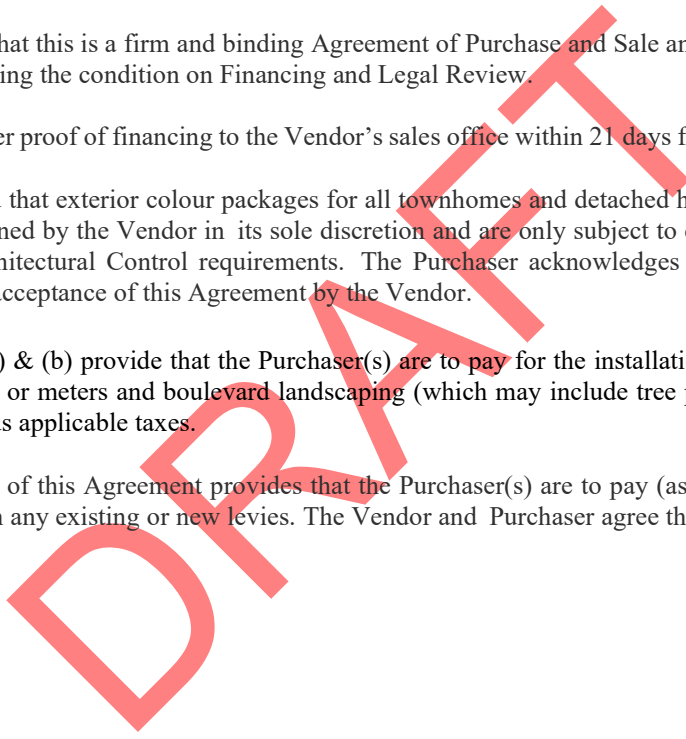 hat this is a firm and binding Agreement of Purchase and Sale an
ing the condition on Financing and Legal Review.
er proof of financing to the Vendor’s sales office within 21 days f
that exterior colour packages for all townhomes and detached h
ned by the Vendor in its sole discretion and are only subject to
hitectural Control requirements. The Purchaser acknowledges
acceptance of this Agreement by the Vendor.
) & (b) provide that the Purchaser(s) are to pay for the installati
or meters and boulevard landscaping (which may include tree p
s applicable taxes.
of this Agreement provides that the Purchaser(s) are to pay (as
any existing or new levies. The Vendor and Purchaser agree th
DRAFT